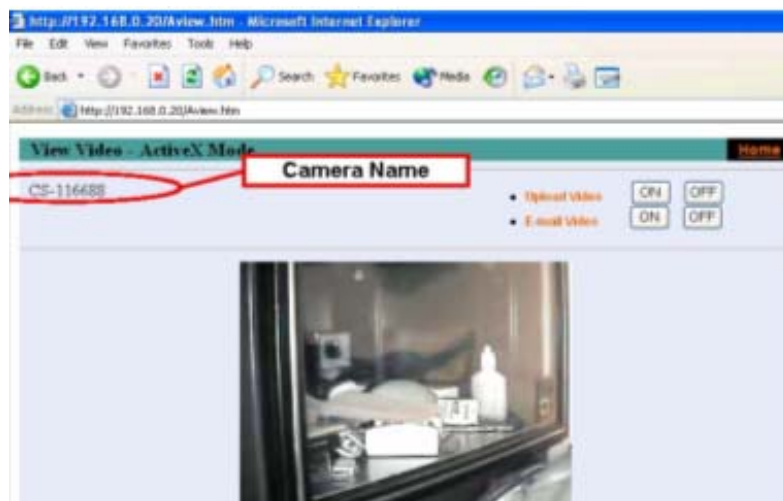 http://192.168.0.20/Aview.htm - Microsoft Internet Explorer
File Edit View Favorites Tools Help
Back Search Favorites Media
Address http://192.168.0.20/Aview.htm
View Video - ActiveX Mode Home
Camera Name
CS-116688
Upload Video ON OFF
E-mail Video ON OFF